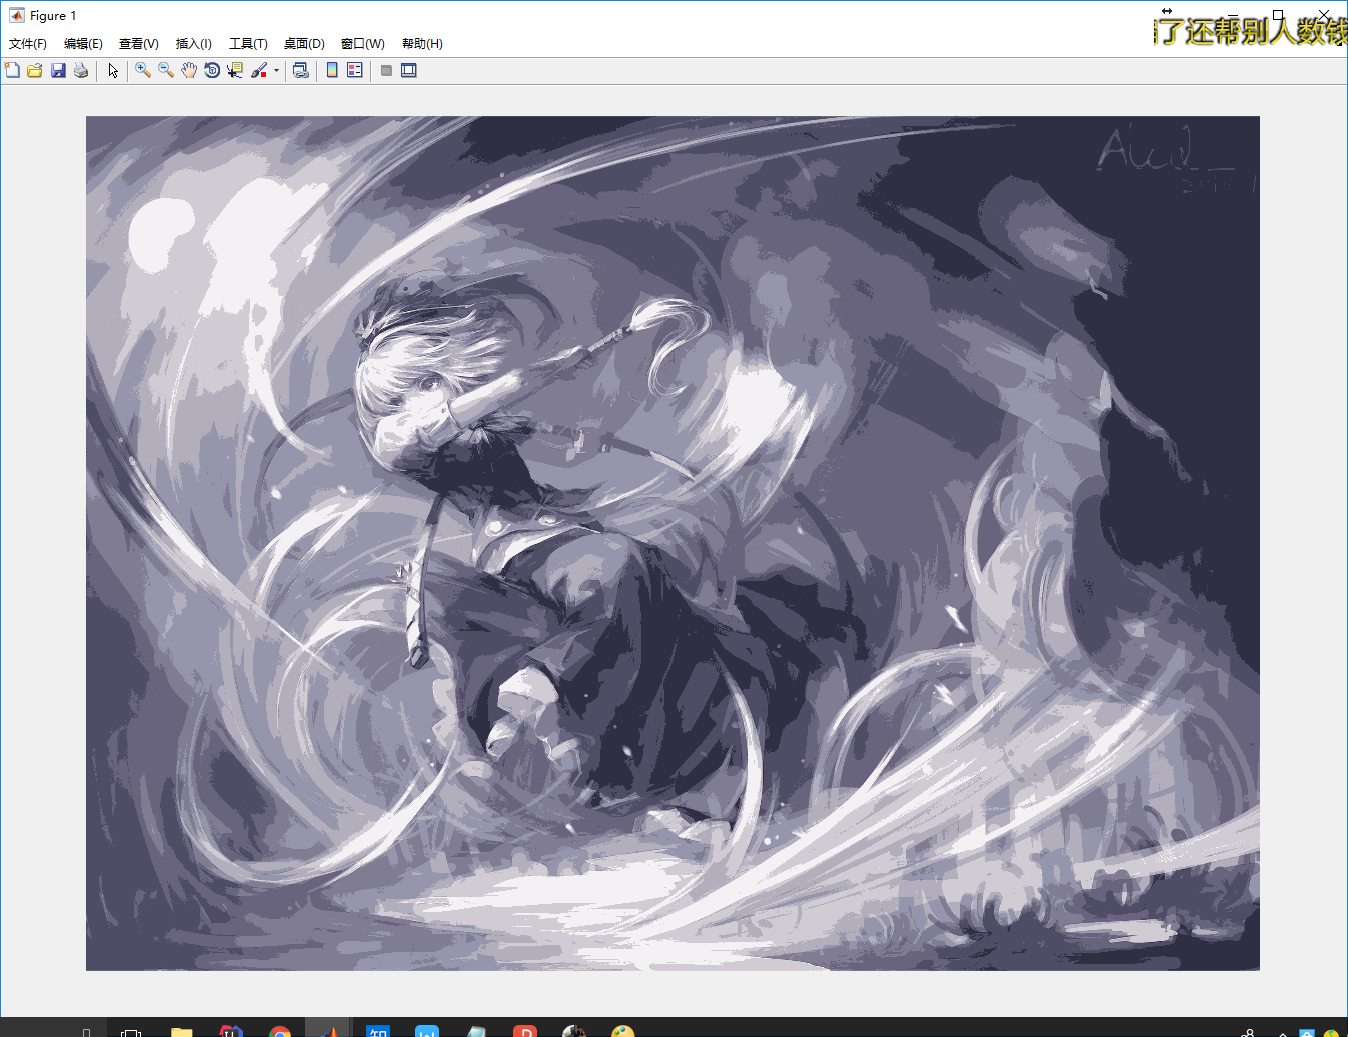 Figure 1
了还帮别人数钱
文件(F) 编辑(E) 查看(V) 插入(I) 工具(T) 桌面(D) 窗口(W) 帮助(H)
知